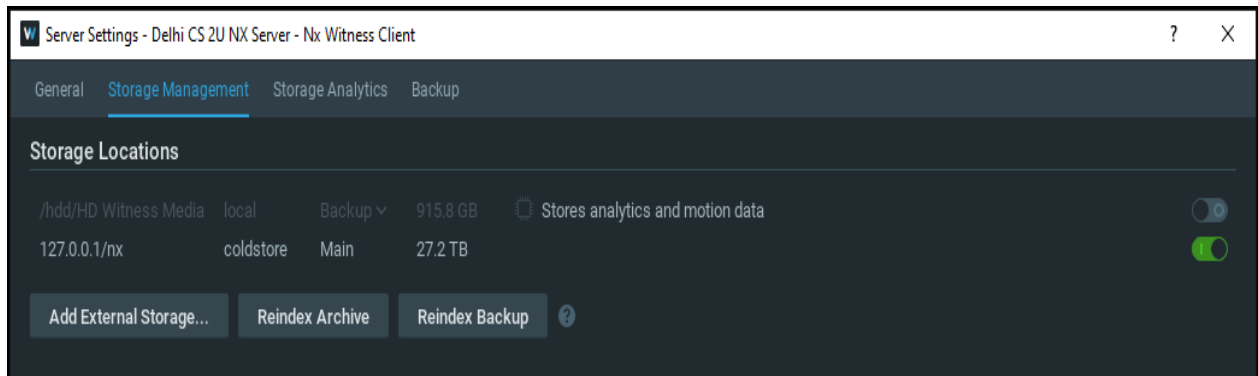 W Server Settings - Delhi CS 2U NX Server - Nx Witness Client ? X
General Storage Management Storage Analytics Backup
Storage Locations
/hdd/HD Witness Media local Backup 915.8 GB Stores analytics and motion data
127.0.0.1/nx coldstore Main 27.2 TB
Add External Storage... Reindex Archive Reindex Backup ?